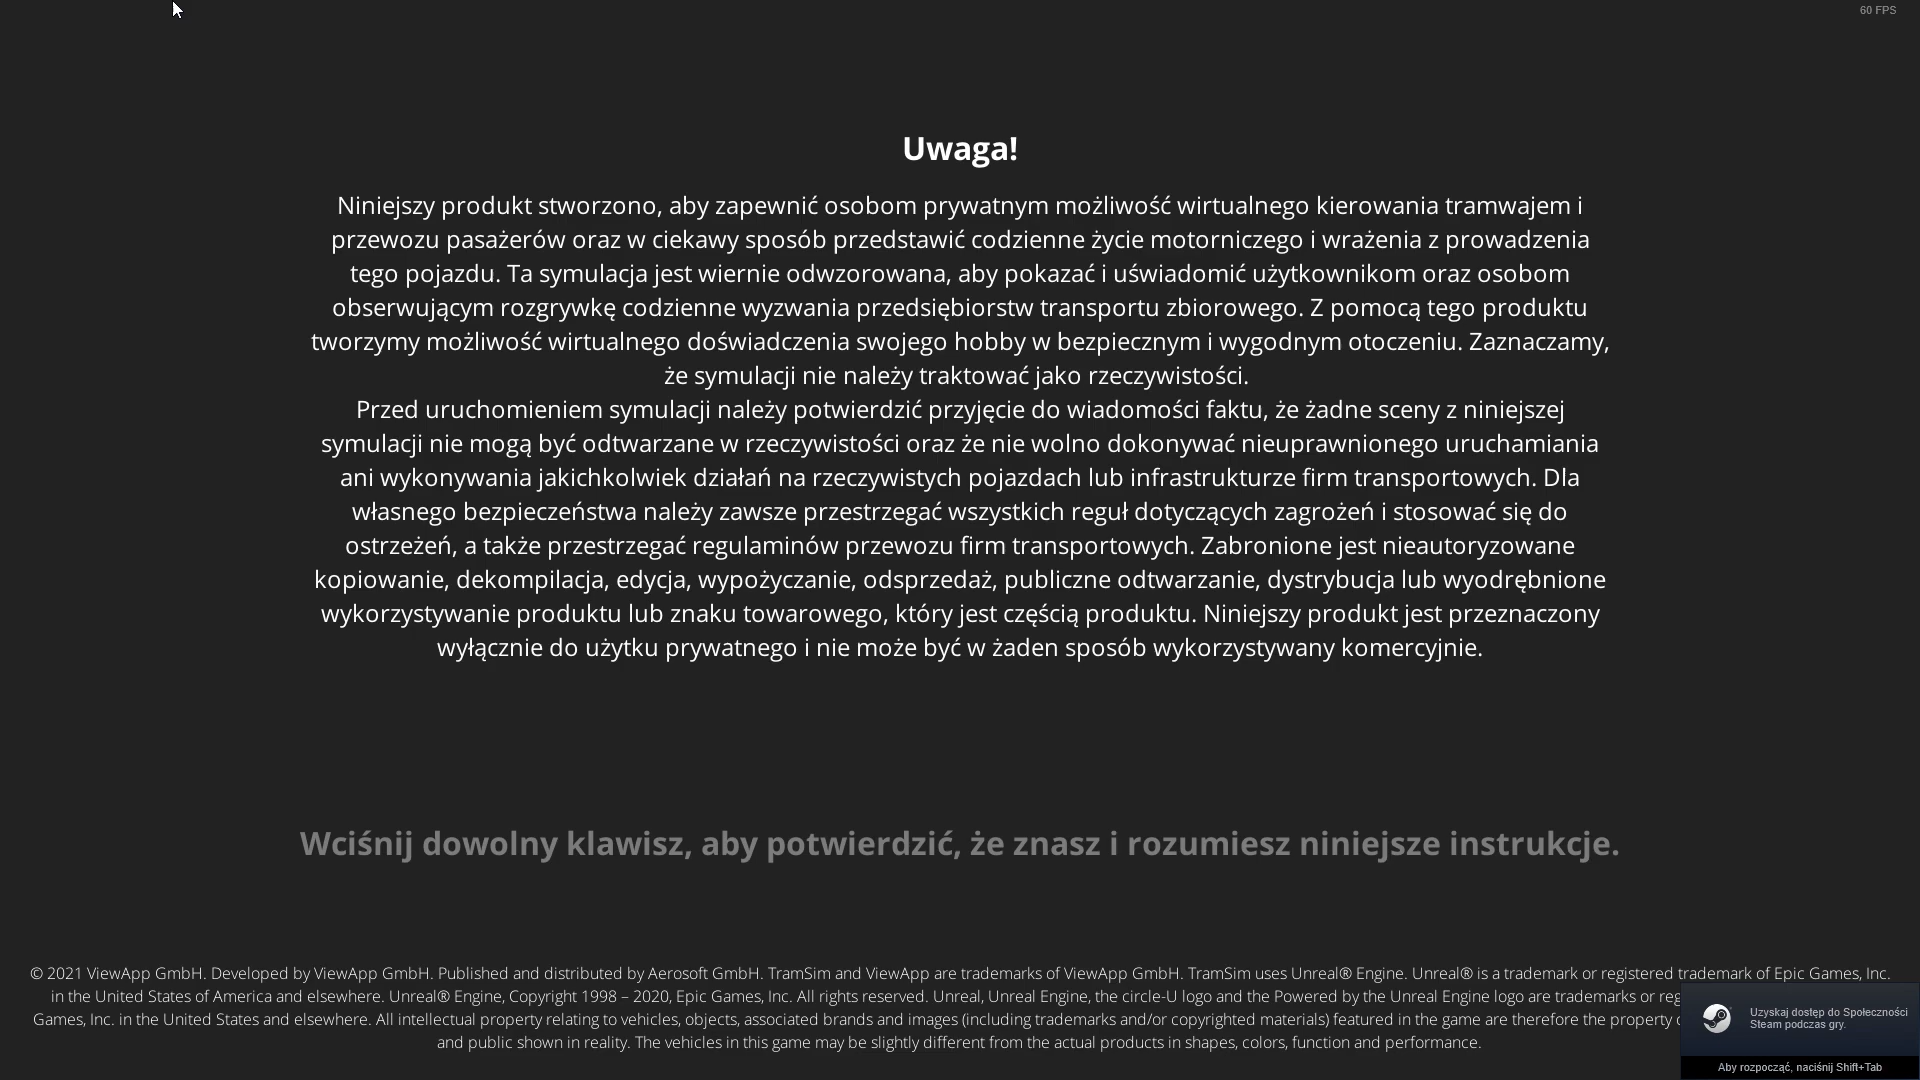 60 FPS
Uwaga!
Niniejszy produkt stworzono, aby zapewnić osobom prywatnym możliwość wirtualnego kierowania tramwajem i
przewozu pasażerów oraz w ciekawy sposób przedstawić codzienne życie motorniczego i wrażenia z prowadzenia
tego pojazdu. Ta symulacja jest wiernie odwzorowana, aby pokazać i uświadomić użytkownikom oraz osobom
obserwującym rozgrywkę codzienne wyzwania przedsiębiorstw transportu zbiorowego. Z pomocą tego produktu
tworzymy możliwość wirtualnego doświadczenia swojego hobby w bezpiecznym i wygodnym otoczeniu. Zaznaczamy,
że symulacji nie należy traktować jako rzeczywistości.
Przed uruchomieniem symulacji należy potwierdzić przyjęcie do wiadomości faktu, że żadne sceny z niniejszej
symulacji nie mogą być odtwarzane w rzeczywistości oraz że nie wolno dokonywać nieuprawnionego uruchamiania
ani wykonywania jakichkolwiek działań na rzeczywistych pojazdach lub infrastrukturze firm transportowych. Dla
własnego bezpieczeństwa należy zawsze przestrzegać wszystkich reguł dotyczących zagrożeń i stosować się do
ostrzeżeń, a także przestrzegać regulaminów przewozu firm transportowych. Zabronione jest nieautoryzowane
kopiowanie, dekompilacja, edycja, wypożyczanie, odsprzedaż, publiczne odtwarzanie, dystrybucja lub wyodrębnione
wykorzystywanie produktu lub znaku towarowego, który jest częścią produktu. Niniejszy produkt jest przeznaczony
wyłącznie do użytku prywatnego i nie może być w żaden sposób wykorzystywany komercyjnie.
Wciśnij dowolny klawisz, aby potwierdzić, że znasz i rozumiesz niniejsze instrukcje.
© 2021 ViewApp GmbH. Developed by ViewApp GmbH. Published and distributed by Aerosoft GmbH. TramSim and ViewApp are trademarks of ViewApp GmbH. TramSim uses Unreal® Engine. Unreal® is a trademark or registered trademark of Epic Games, Inc.
in the United States of America and elsewhere. Unreal® Engine, Copyright 1998 – 2020, Epic Games, Inc. All rights reserved. Unreal, Unreal Engine, the circle-U logo and the Powered by the Unreal Engine logo are trademarks or
Games, Inc. in the United States and elsewhere. All intellectual property relating to vehicles, objects, associated brands and images (including trademarks and/or copyrighted materials) featured in the game are therefore the property
and public shown in reality. The vehicles in this game may be slightly different from the actual products in shapes, colors, function and performance.
Uzyskaj dostęp do Społeczności
Steam podczas gry.
Aby rozpocząć, naciśnij Shift+Tab